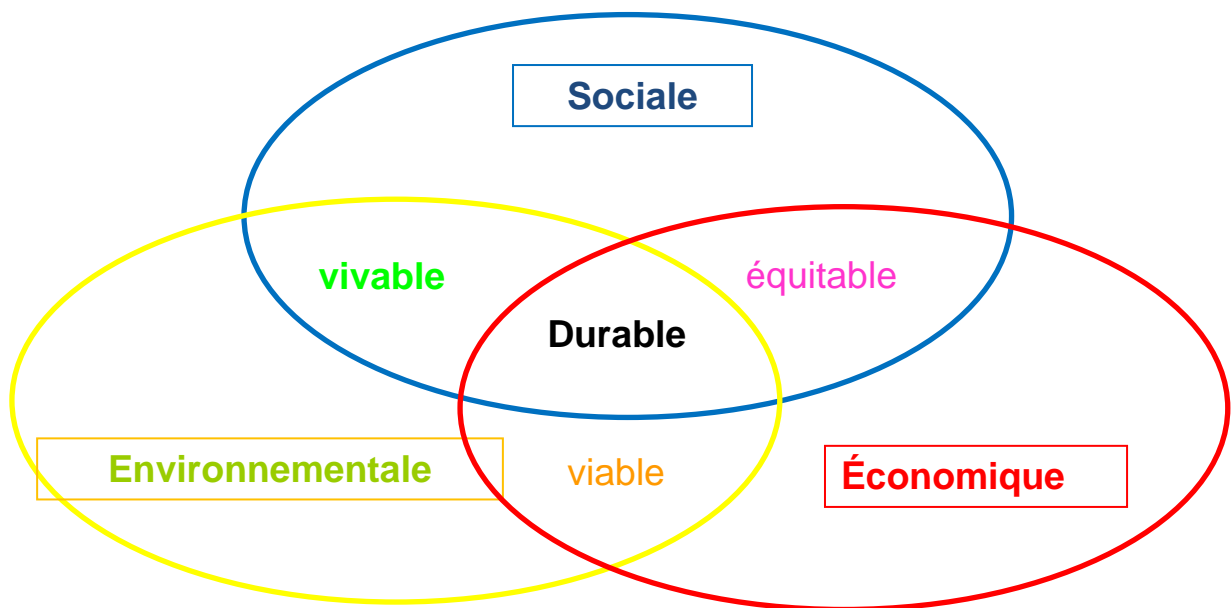 Sociale
vivable
équitable
Durable
Environnementale
viable
Économique